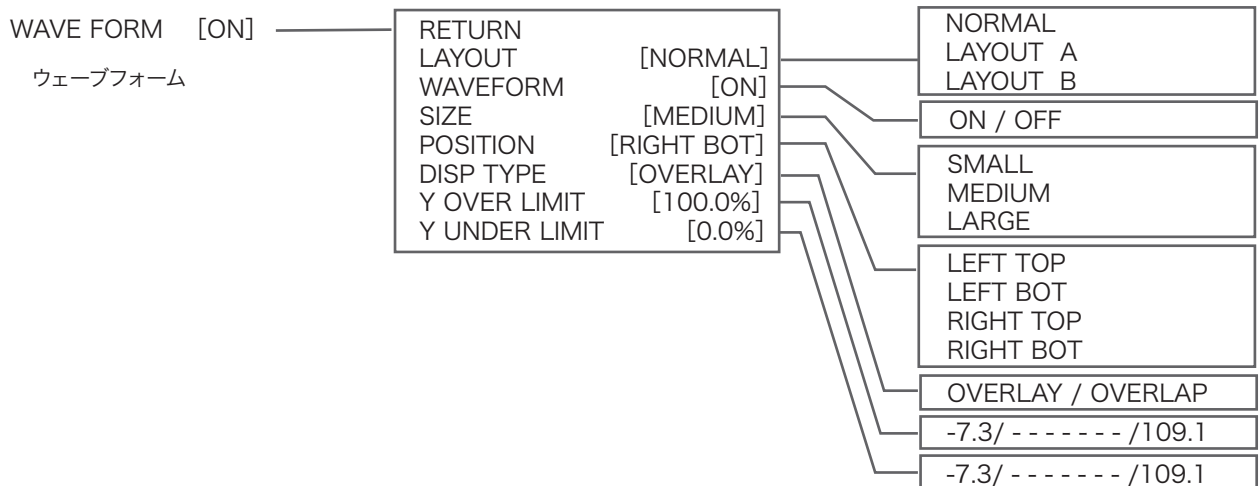 WAVE FORM [ON]
ウェーブフォーム
RETURN
LAYOUT [NORMAL]
WAVEFORM [ON]
SIZE [MEDIUM]
POSITION [RIGHT BOT]
DISP TYPE [OVERLAY]
Y OVER LIMIT [100.0%]
Y UNDER LIMIT [0.0%]
NORMAL
LAYOUT A
LAYOUT B
ON / OFF
SMALL
MEDIUM
LARGE
LEFT TOP
LEFT BOT
RIGHT TOP
RIGHT BOT
OVERLAY / OVERLAP
-7.3/ - - - - - - - /109.1
-7.3/ - - - - - - - /109.1